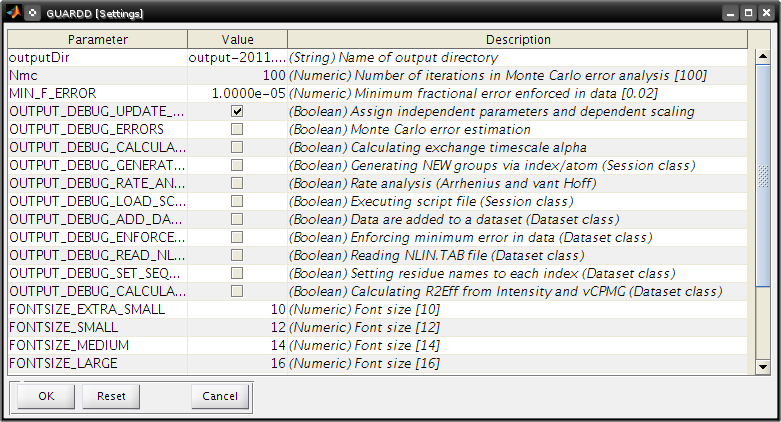 GUARDD [Settings]
Parameter Value Description
outputDir output-2011.... (String) Name of output directory
Nmc 100 (Numeric) Number of iterations in Monte Carlo error analysis [100]
MIN_F_ERROR 1.0000e-05 (Numeric) Minimum fractional error enforced in data [0.02]
OUTPUT_DEBUG_UPDATE_... (Boolean) Assign independent parameters and dependent scaling
OUTPUT_DEBUG_ERRORS (Boolean) Monte Carlo error estimation
OUTPUT_DEBUG_CALCULA... (Boolean) Calculating exchange timescale alpha
OUTPUT_DEBUG_GENERAT... (Boolean) Generating NEW groups via index/atom (Session class)
OUTPUT_DEBUG_RATE_AN... (Boolean) Rate analysis (Arrhenius and vant Hoff)
OUTPUT_DEBUG_LOAD_SC... (Boolean) Executing script file (Session class)
OUTPUT_DEBUG_ADD_DA... (Boolean) Data are added to a dataset (Dataset class)
OUTPUT_DEBUG_ENFORCE... (Boolean) Enforcing minimum error in data (Dataset class)
OUTPUT_DEBUG_READ_NL... (Boolean) Reading NLIN.TAB file (Dataset class)
OUTPUT_DEBUG_SET_SEQ... (Boolean) Setting residue names to each index (Dataset class)
OUTPUT_DEBUG_CALCULA... (Boolean) Calculating R2Eff from Intensity and vCPMG (Dataset class)
FONTSIZE_EXTRA_SMALL 10 (Numeric) Font size [10]
FONTSIZE_SMALL 12 (Numeric) Font size [12]
FONTSIZE_MEDIUM 14 (Numeric) Font size [14]
FONTSIZE_LARGE 16 (Numeric) Font size [16]
OK Reset Cancel